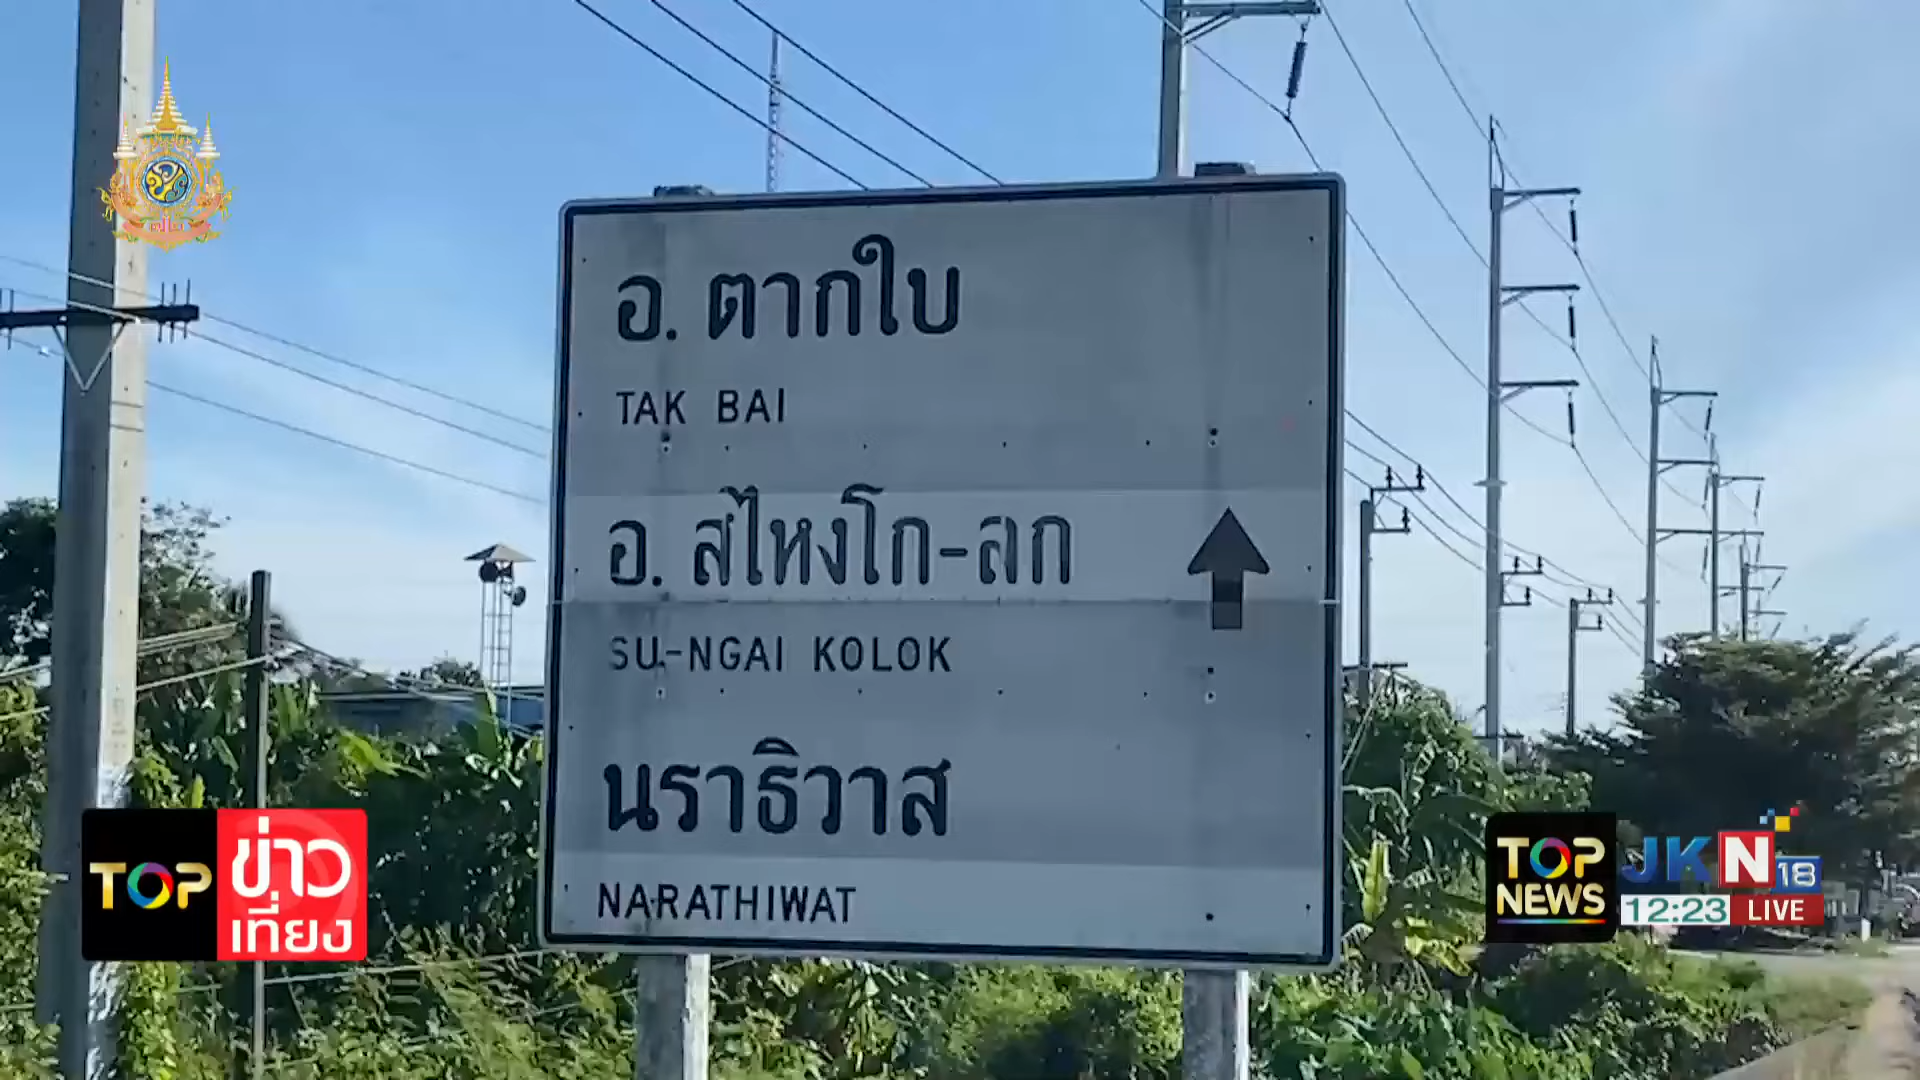 อ. ตากใบ
TAK BAI
อ. สุไหงโก-ลก
SU-NGAI KOLOK
นราธิวาส
NARATHIWAT
TOP ข่าว
เที่ยง
TOP
NEWS
JKN 18
12:23 LIVE